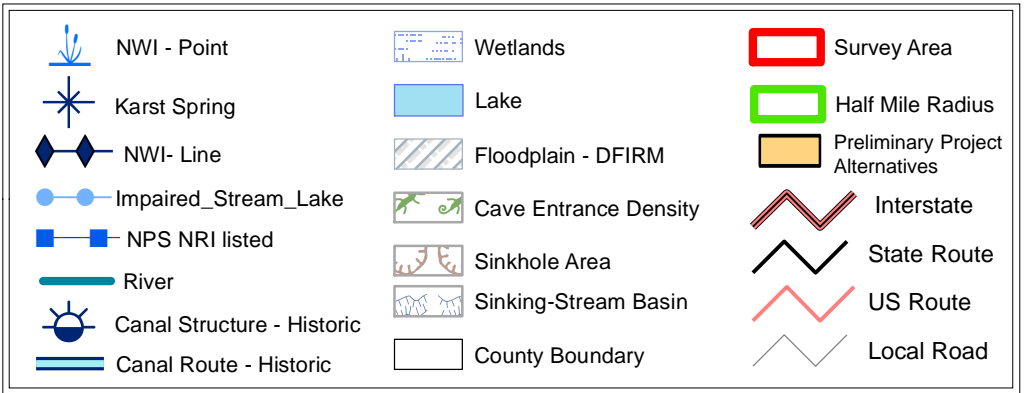 NWI - Point
Karst Spring
NWI- Line
Impaired_Stream_Lake
NPS NRI listed
River
Canal Structure - Historic
Canal Route - Historic
Wetlands
Lake
Floodplain - DFIRM
Cave Entrance Density
Sinkhole Area
Sinking-Stream Basin
County Boundary
Survey Area
Half Mile Radius
Preliminary Project
Alternatives
Interstate
State Route
US Route
Local Road